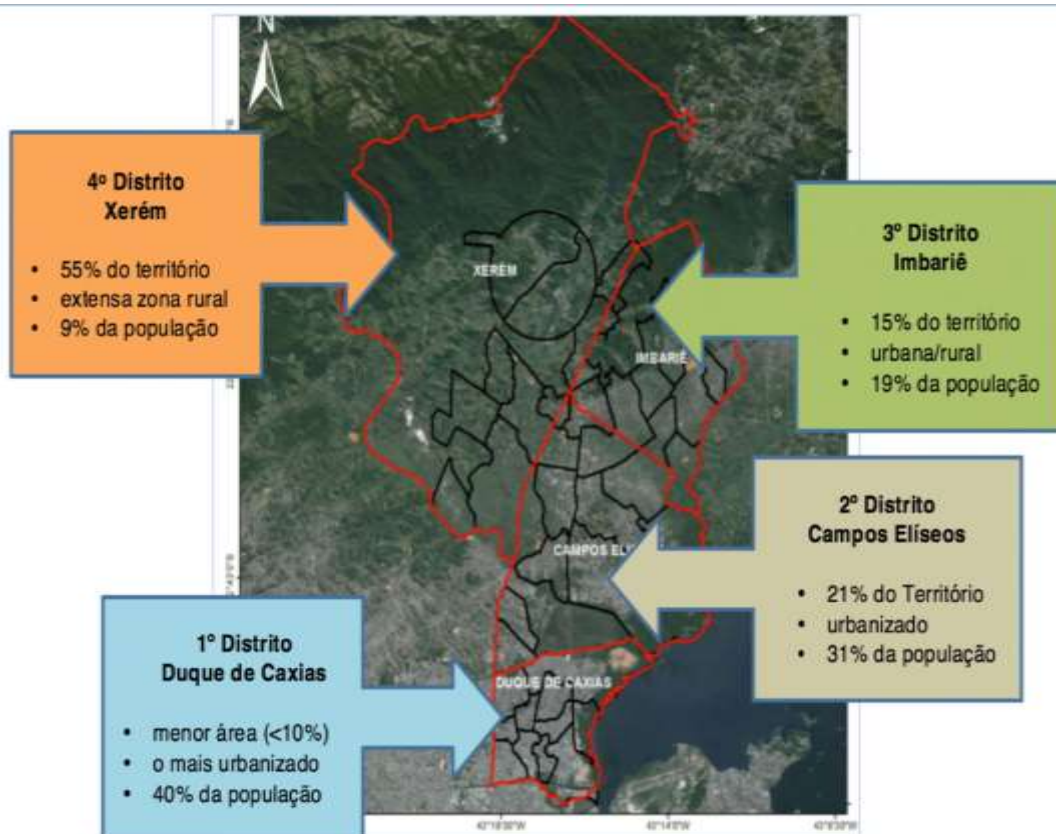 N
4º Distrito
Xerém
• 55% do território
• extensa zona rural
• 9% da população
3º Distrito
Imbariê
• 15% do território
• urbana/rural
• 19% da população
XERÉM
IMBARIÊ
2º Distrito
Campos Elíseos
• 21% do Território
• urbanizado
• 31% da população
CAMPOS ELI
1º Distrito
Duque de Caxias
• menor área (<10%)
• o mais urbanizado
• 40% da população
DUQUE DE CAXIAS